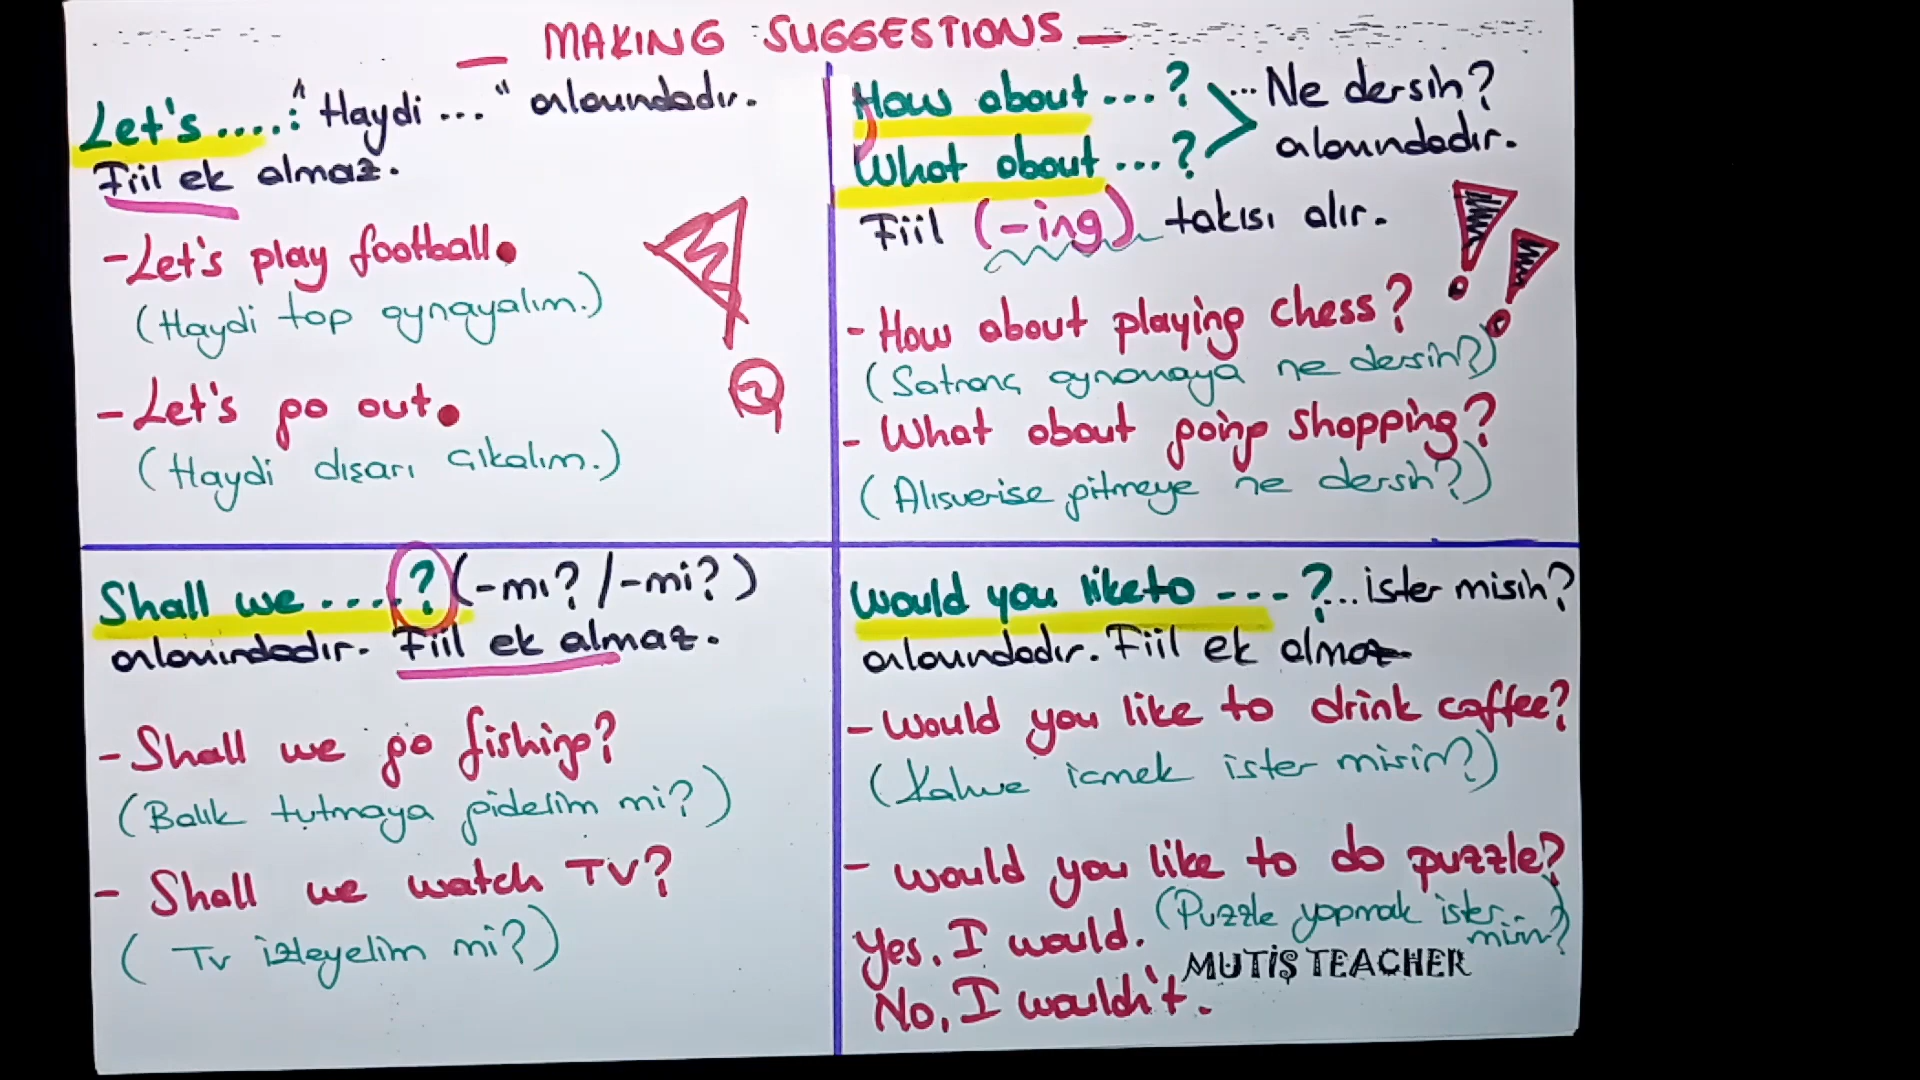 MAKING SUGGESTIONS
Let's ....: "Haydi ..." anlamındadır.
Fiil ek almaz.
- Let's play football.
(Haydi top oynayalım.)
- Let's go out.
(Haydi dışarı çıkalım.)
How about ...?
What about ...?
... Ne dersin?
anlamındadır.
Fiil (-ing) takısı alır.
- How about playing chess?
(Satranç oynamaya ne dersin?)
- What about going shopping?
(Alışverişe gitmeye ne dersin?)
Shall we ....? (-mı? / -mi?)
anlamındadır. Fiil ek almaz.
- Shall we go fishing?
(Balık tutmaya gidelim mi?)
- Shall we watch TV?
(Tv izleyelim mi?)
Would you like to ---? ... ister misin?
anlamındadır. Fiil ek almaz
- Would you like to drink coffee?
(Kahve içmek ister misin?)
- Would you like to do puzzle?
(Puzzle yapmak ister misin?)
Yes, I would.
No, I wouldn't.
MUTİŞ TEACHER